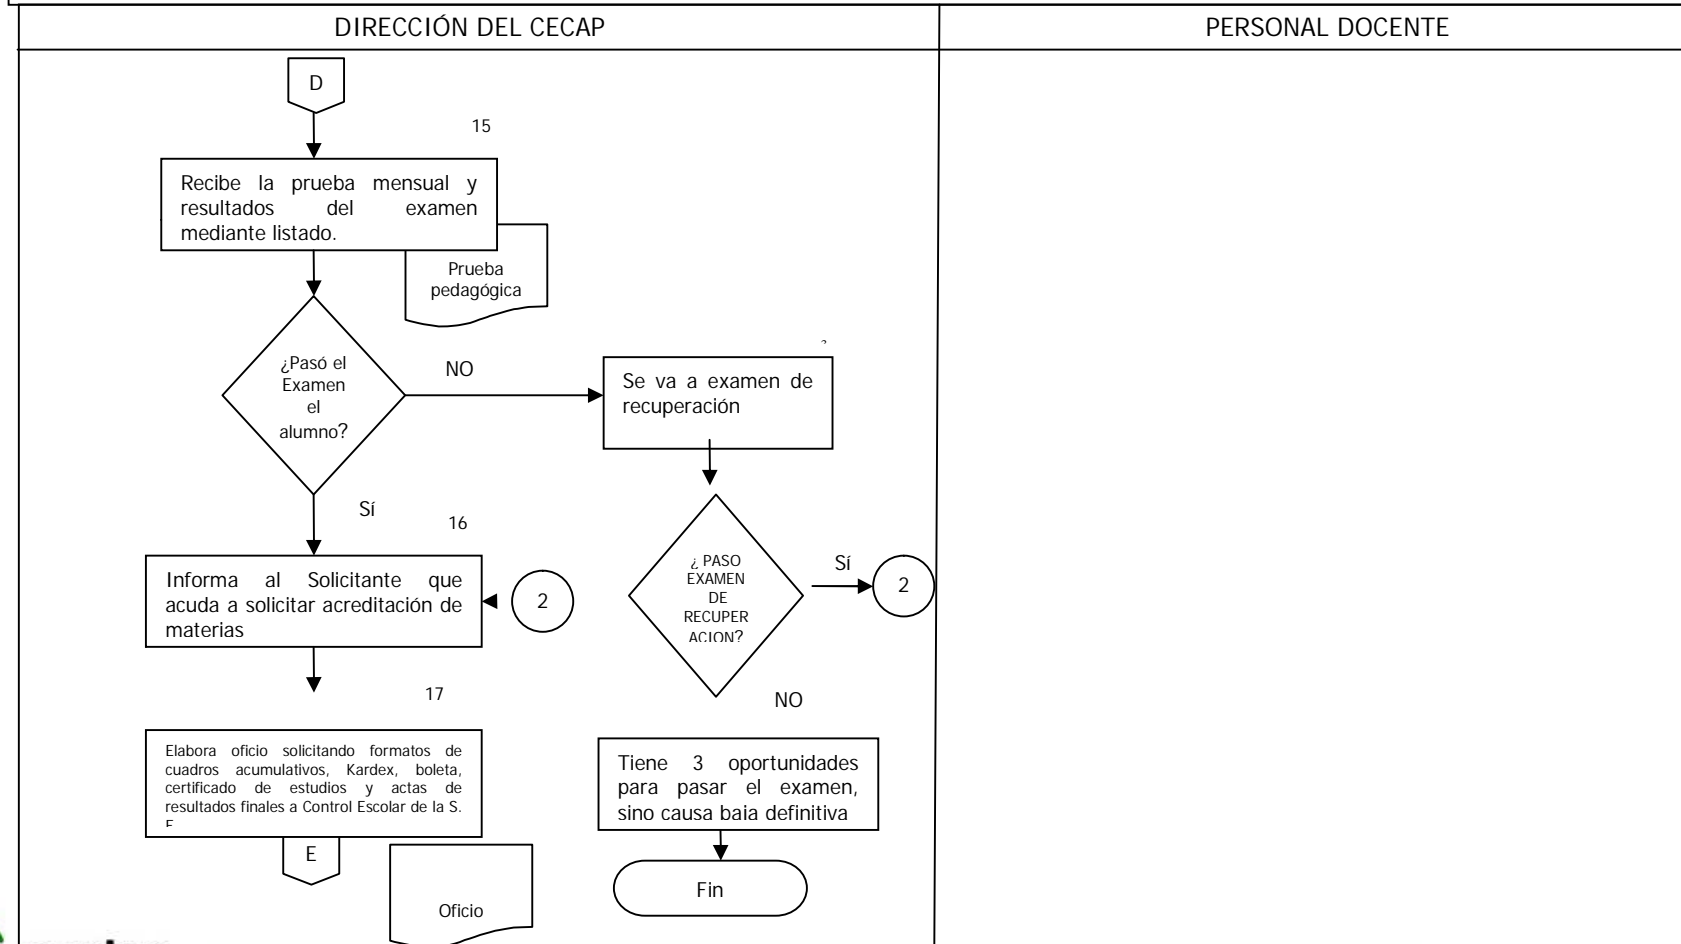 DIRECCIÓN DEL CECAP
PERSONAL DOCENTE
D
15
Recibe la prueba mensual y
resultados del examen
mediante listado.
Prueba
pedagógica
¿Pasó el
Examen
el
alumno?
NO
Se va a examen de
recuperación
Sí
16
Informa al Solicitante que
acuda a solicitar acreditación de
materias
2
¿ PASO
EXAMEN
DE
RECUPER
ACION?
Sí
2
NO
17
Elabora oficio solicitando formatos de
cuadros acumulativos, Kardex, boleta,
certificado de estudios y actas de
resultados finales a Control Escolar de la S.
E
Oficio
Tiene 3 oportunidades
para pasar el examen,
sino causa baja definitiva
Fin